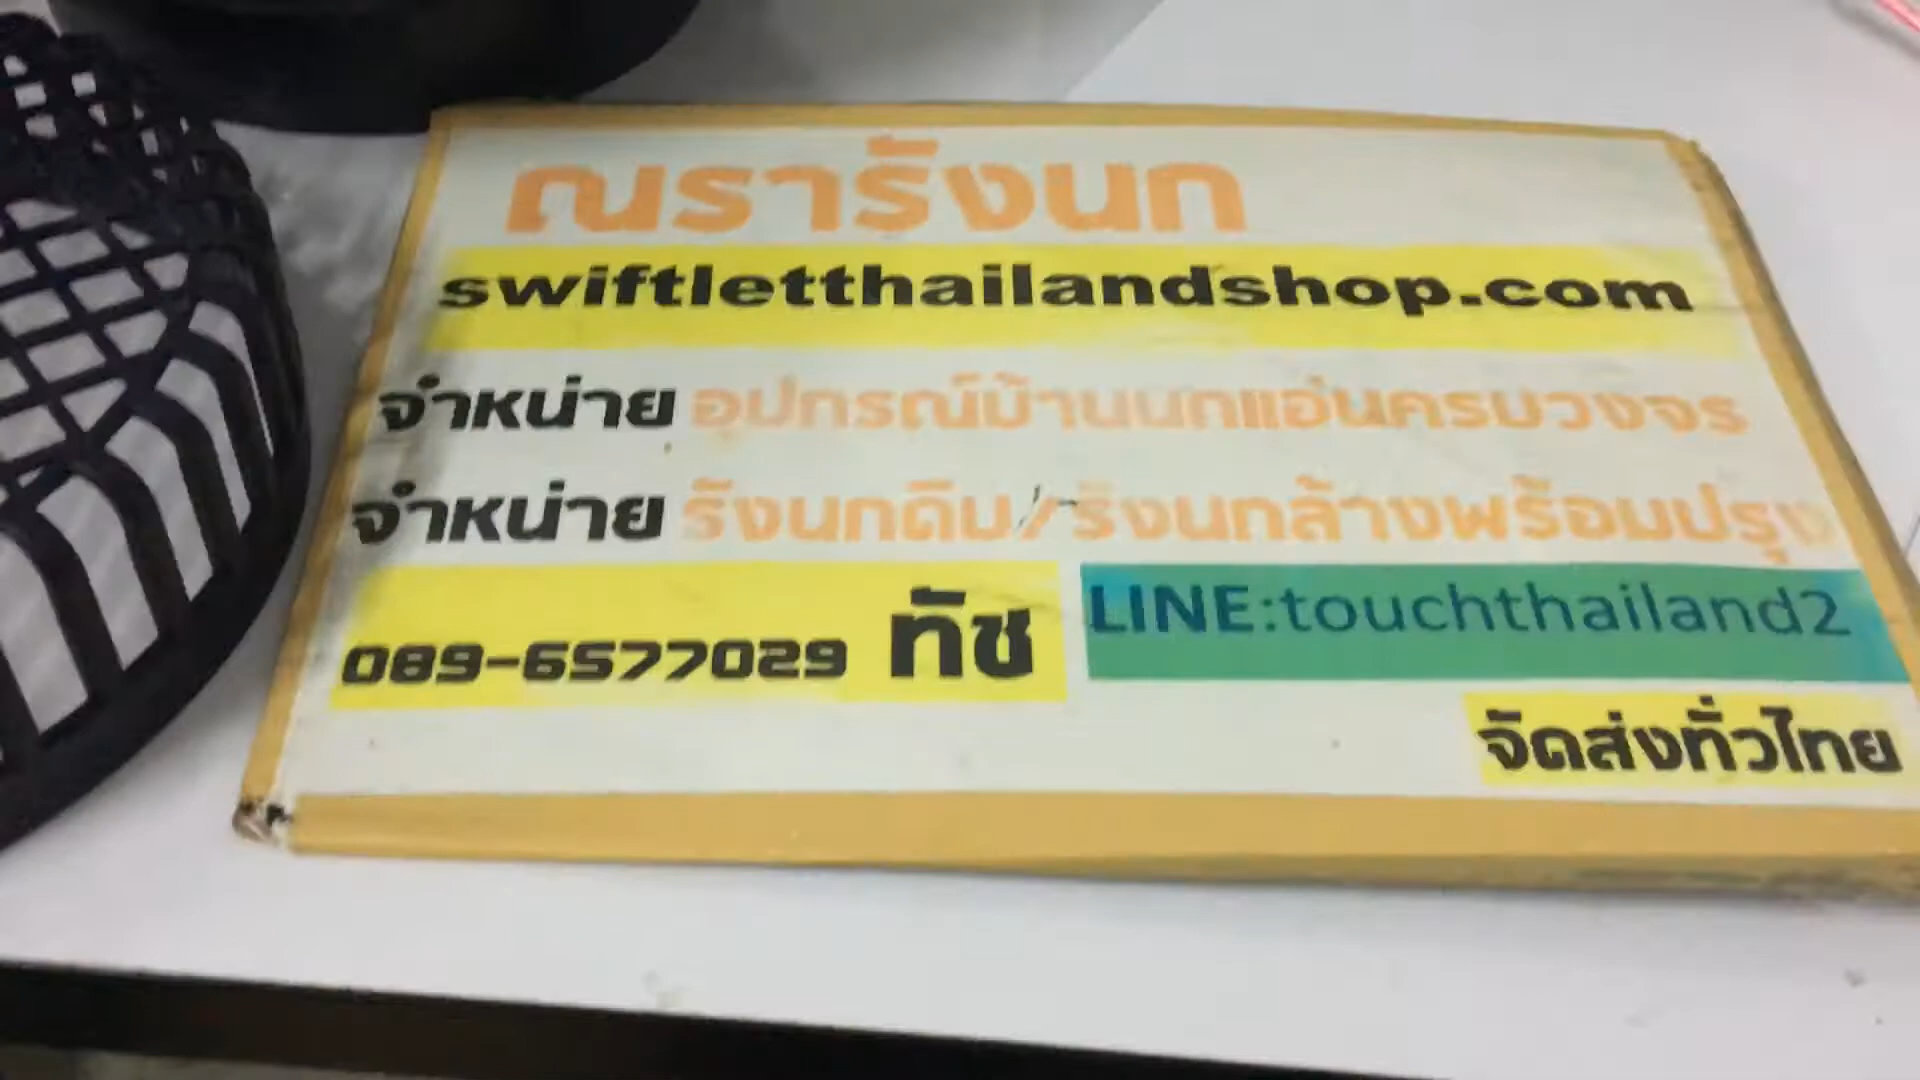 ณรารังนก
swiftletthailandshop.com
จำหน่าย อุปกรณ์บ้านนกแอ่นครบวงจร
จำหน่าย รังนกดิบ/รังนกล้างพร้อมปรุง
089-6577029 ทัช LINE:touchthailand2
จัดส่งทั่วไทย